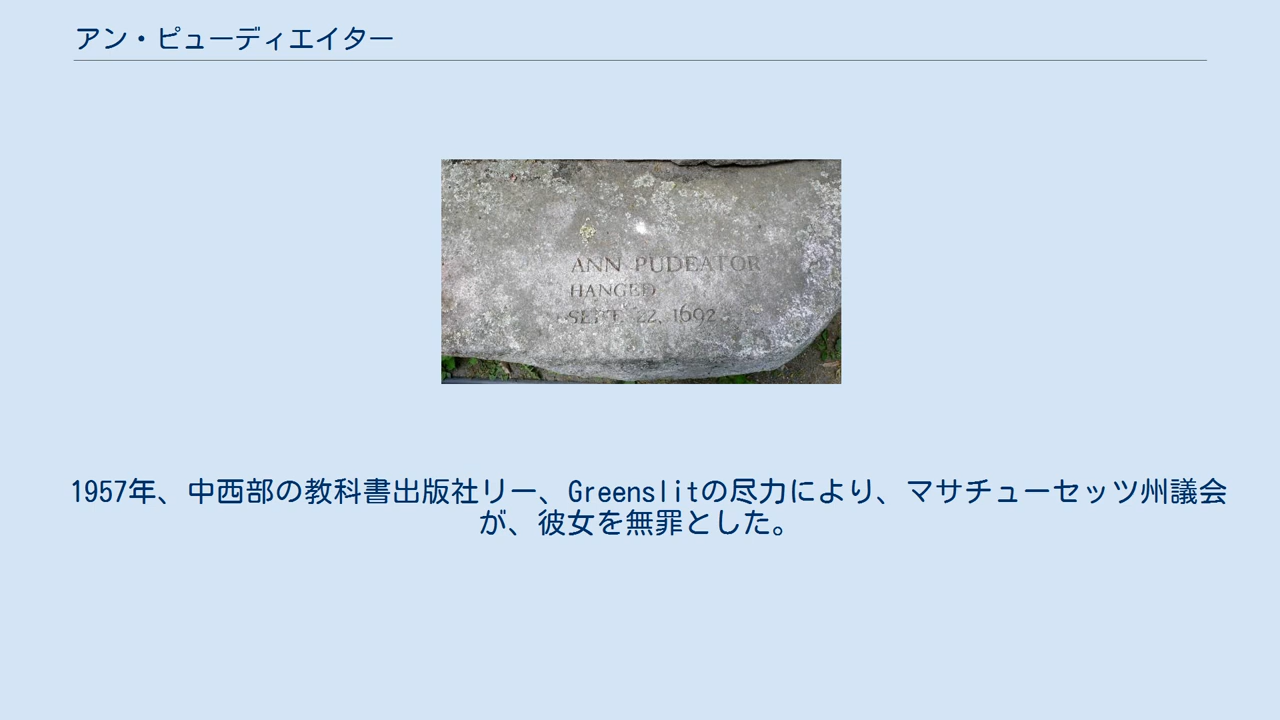 アン・ピューディエイター
ANN PUDEATOR
HANGED
SEPT. 22, 1692
1957年、中西部の教科書出版社リー、Greenslitの尽力により、マサチューセッツ州議会
が、彼女を無罪とした。